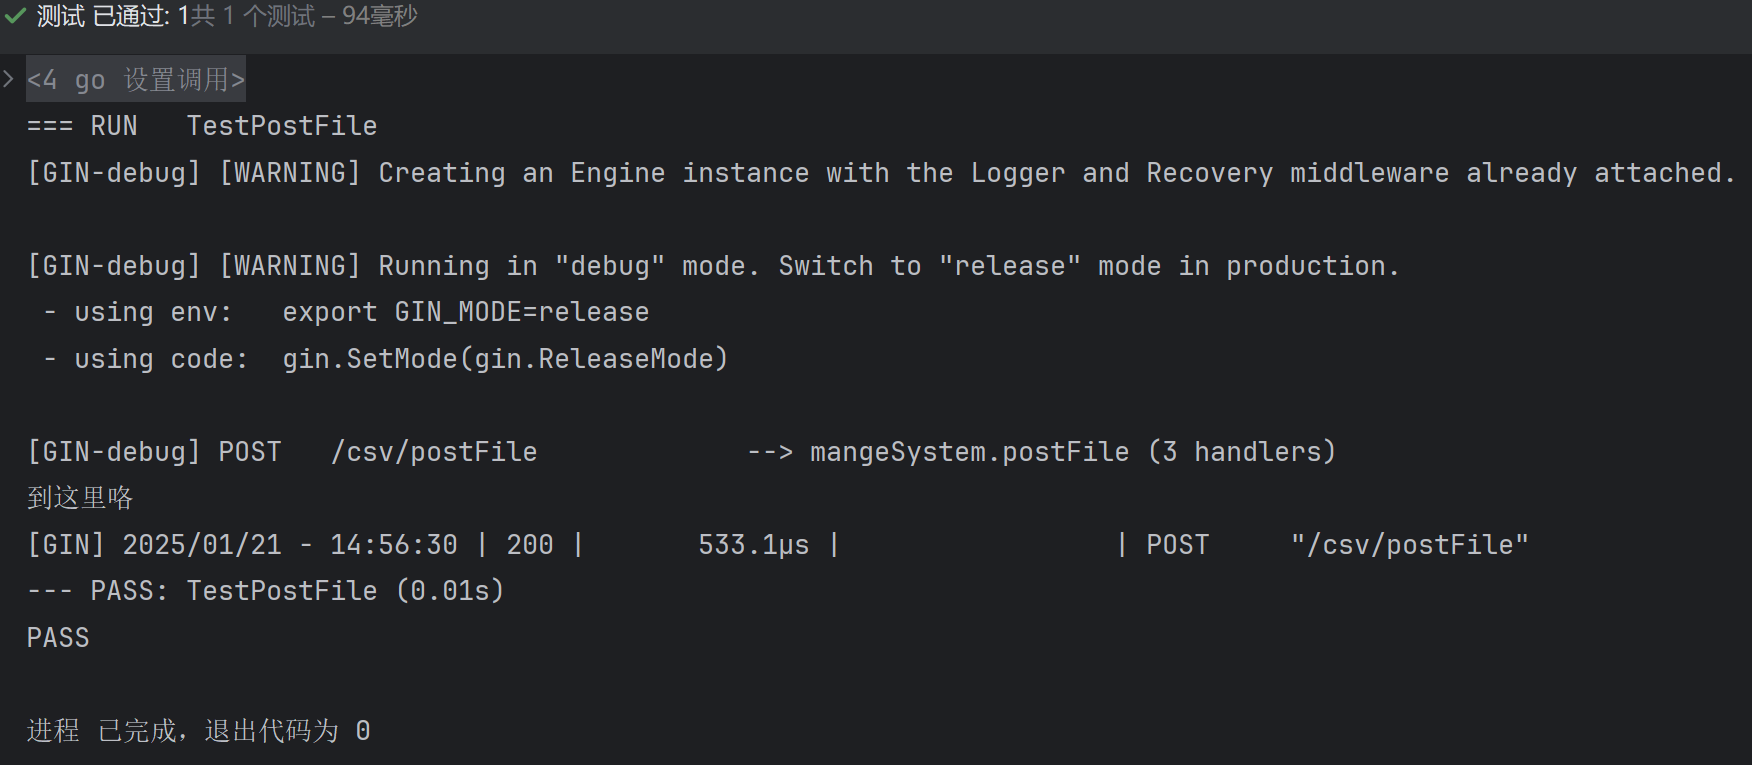 测试 已通过: 1共 1 个测试 – 94毫秒
<4 go 设置调用>
=== RUN   TestPostFile
[GIN-debug] [WARNING] Creating an Engine instance with the Logger and Recovery middleware already attached.
[GIN-debug] [WARNING] Running in "debug" mode. Switch to "release" mode in production.
 - using env:   export GIN_MODE=release
 - using code:  gin.SetMode(gin.ReleaseMode)
[GIN-debug] POST   /csv/postFile             --> mangeSystem.postFile (3 handlers)
到这里咯
[GIN] 2025/01/21 - 14:56:30 | 200 |       533.1µs |                 | POST     "/csv/postFile"
--- PASS: TestPostFile (0.01s)
PASS
进程 已完成，退出代码为 0